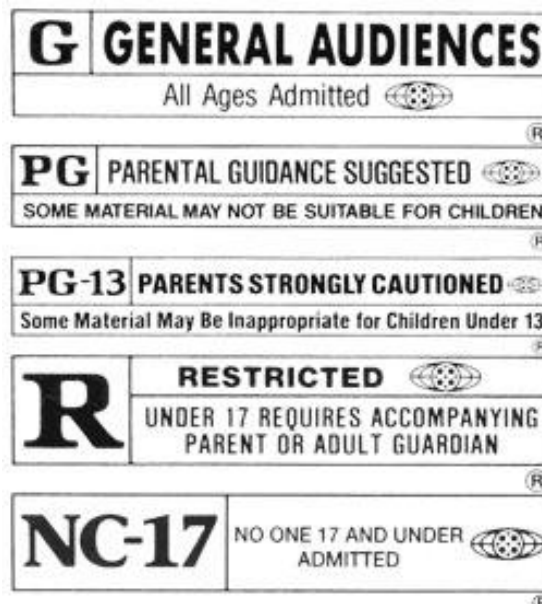 G GENERAL AUDIENCES
All Ages Admitted
®
PG PARENTAL GUIDANCE SUGGESTED
SOME MATERIAL MAY NOT BE SUITABLE FOR CHILDREN
®
PG-13 PARENTS STRONGLY CAUTIONED
Some Material May Be Inappropriate for Children Under 13
®
R RESTRICTED
UNDER 17 REQUIRES ACCOMPANYING
PARENT OR ADULT GUARDIAN
®
NC-17 NO ONE 17 AND UNDER
ADMITTED
®